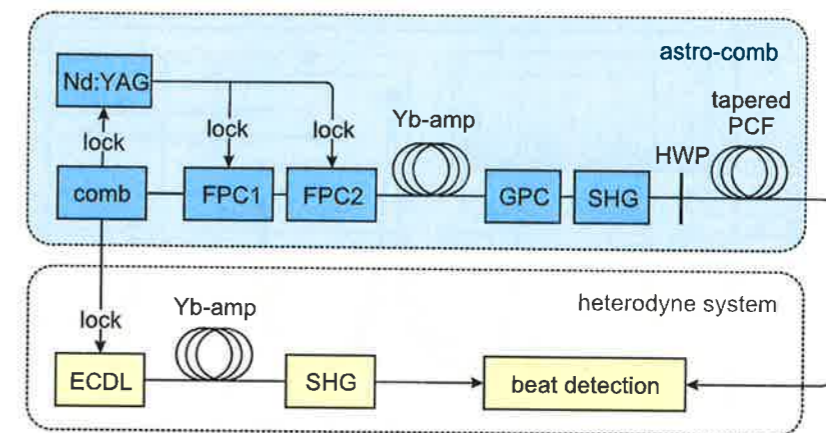 astro-comb
Nd:YAG
tapered
PCF
Yb-amp
lock
lock
lock
HWP
comb
FPC1
FPC2
GPC
SHG
heterodyne system
Yb-amp
lock
ECDL
SHG
beat detection